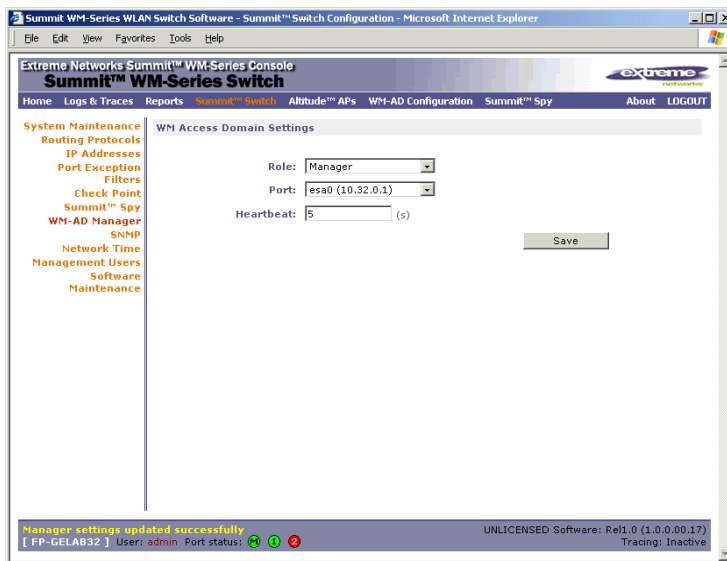 Summit WM-Series WLAN Switch Software - Summit™ Switch Configuration - Microsoft Internet Explorer
File Edit View Favorites Tools Help
Extreme Networks Summit™ WM-Series Console
Summit™ WM-Series Switch
extreme
networks
Home Logs & Traces Reports Summit™ Switch Altitude™ APs WM-AD Configuration Summit™ Spy About LOGOUT
System Maintenance
Routing Protocols
IP Addresses
Port Exception
Filters
Check Point
Summit™ Spy
WM-AD Manager
SNMP
Network Time
Management Users
Software
Maintenance
WM Access Domain Settings
Role: Manager
Port: esa0 (10.32.0.1)
Heartbeat: 5 (s)
Save
Manager settings updated successfully
[ FP-GELAB32 ] User: admin Port status: M 1 2
UNLICENSED Software: Rel1.0 (1.0.0.00.17)
Tracing: Inactive